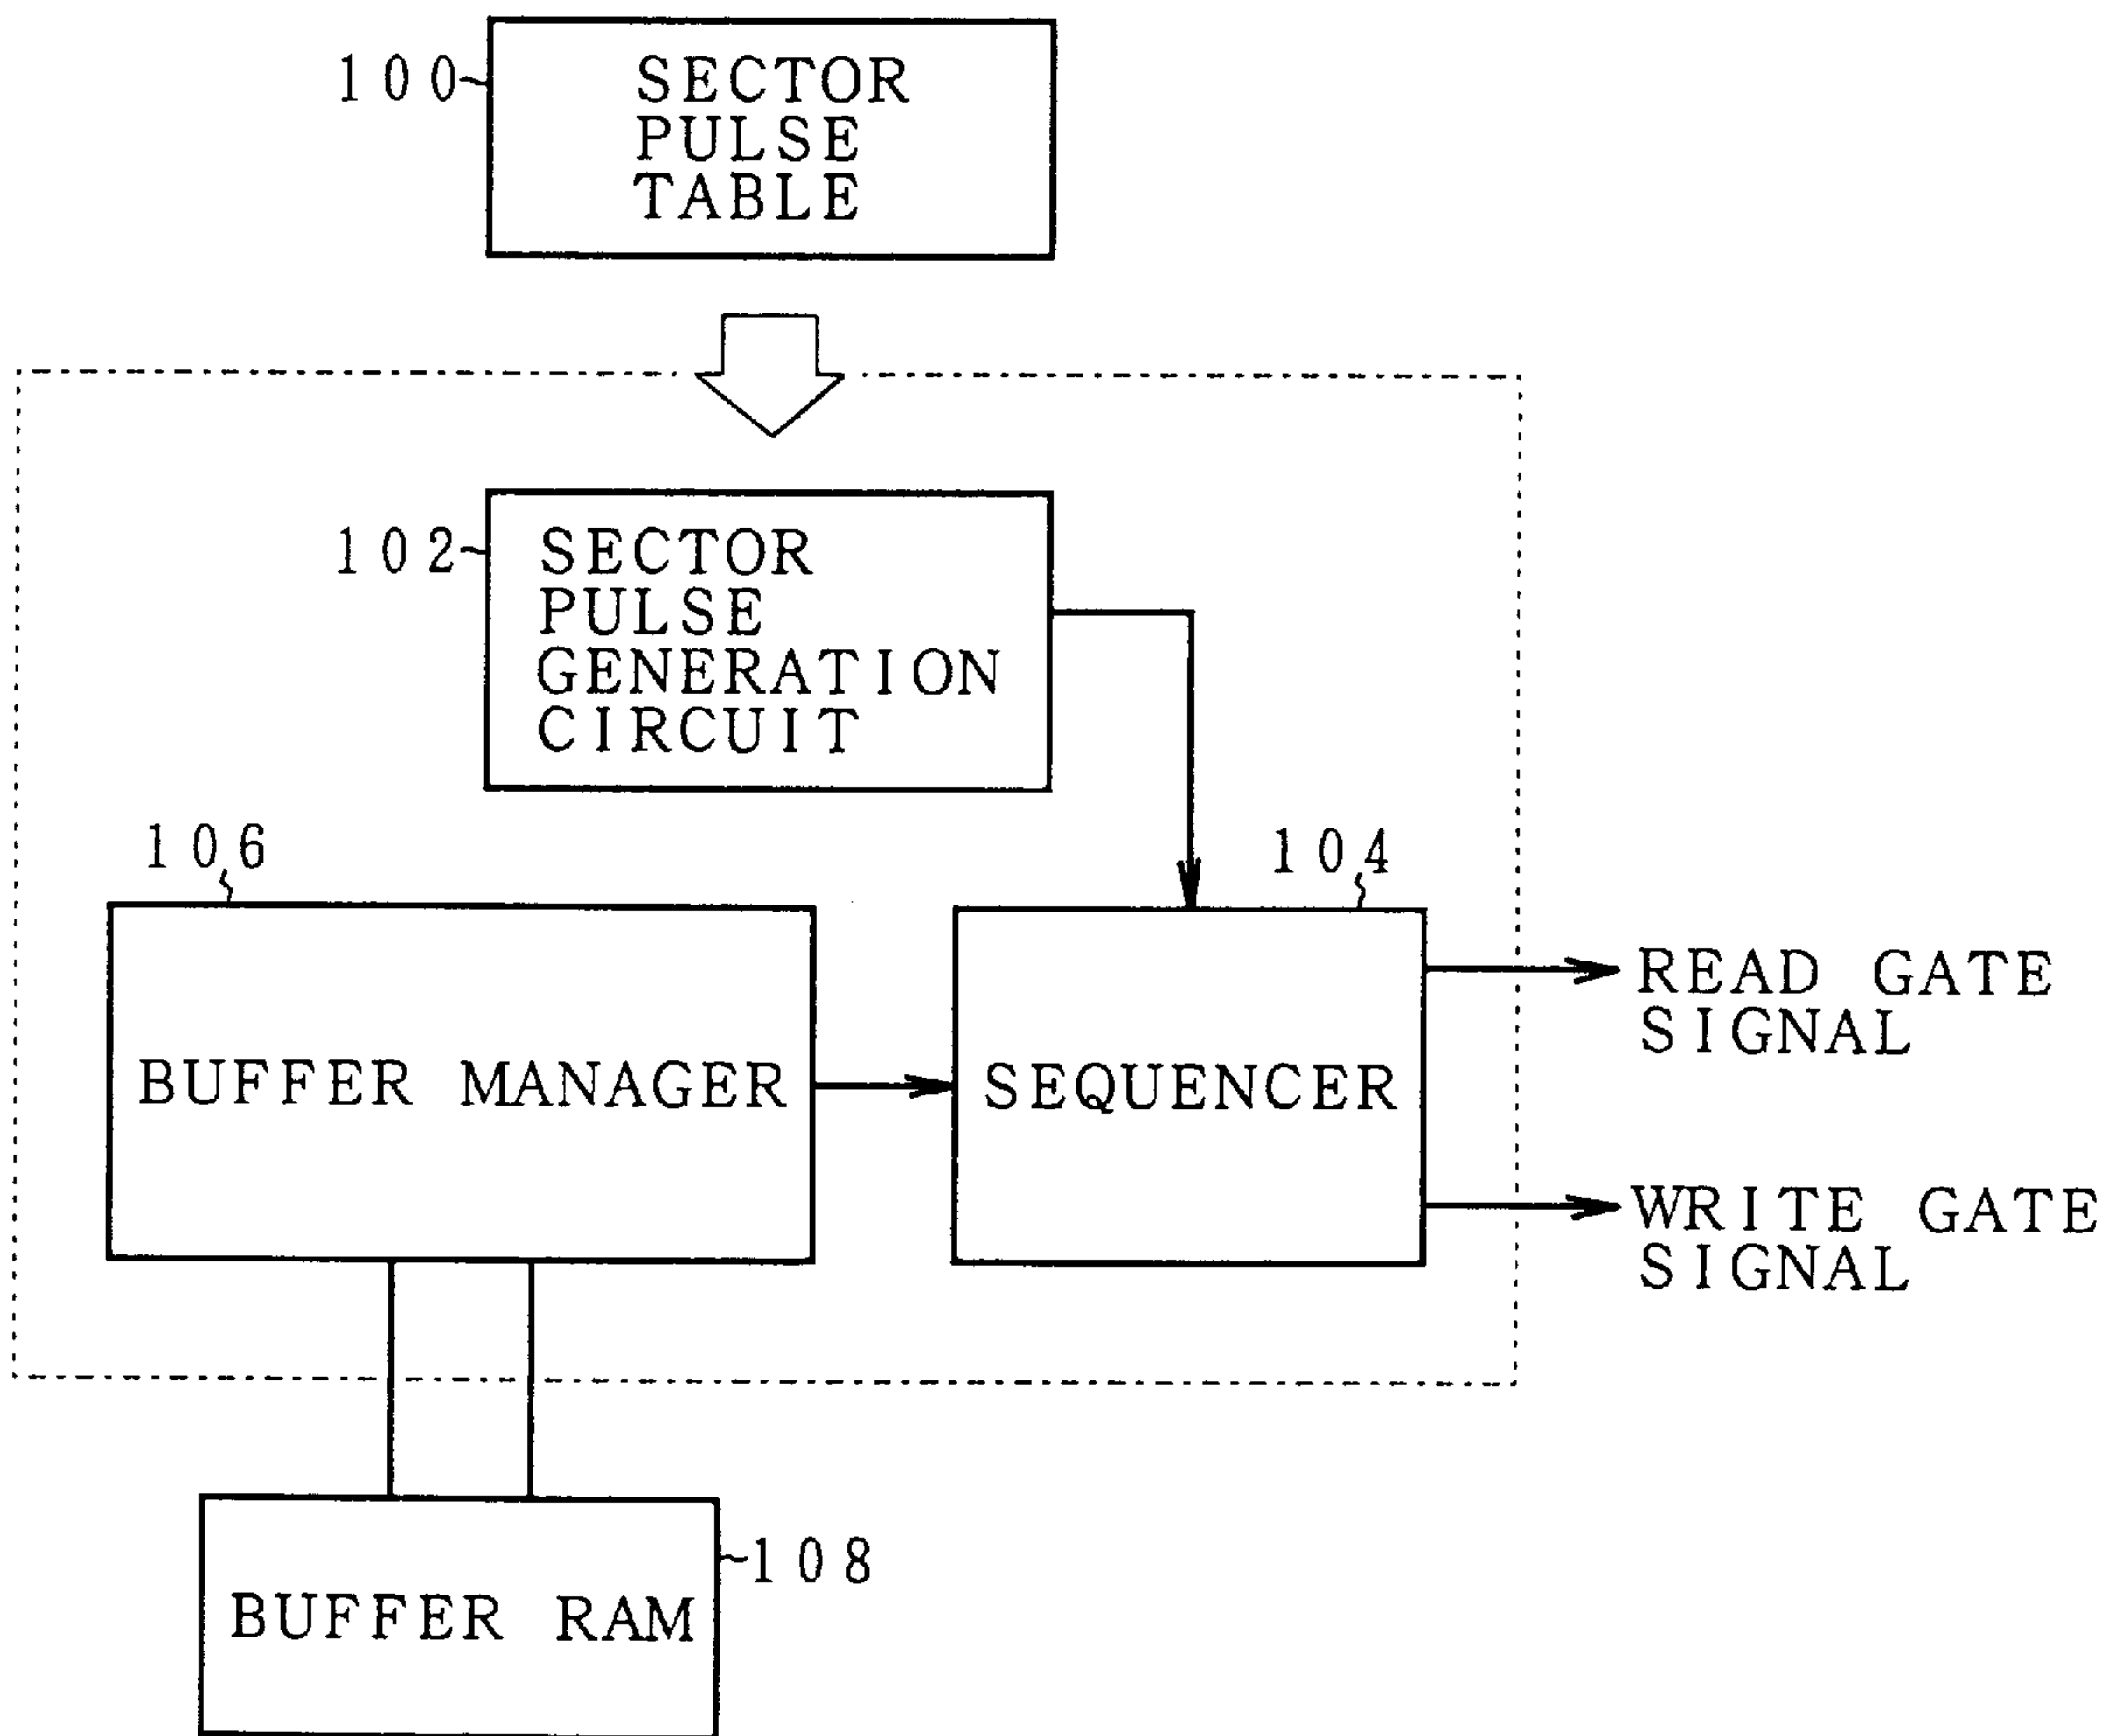 100
SECTOR
PULSE
TABLE
102
SECTOR
PULSE
GENERATION
CIRCUIT
106
104
BUFFER MANAGER
SEQUENCER
READ GATE
SIGNAL
WRITE GATE
SIGNAL
108
BUFFER RAM